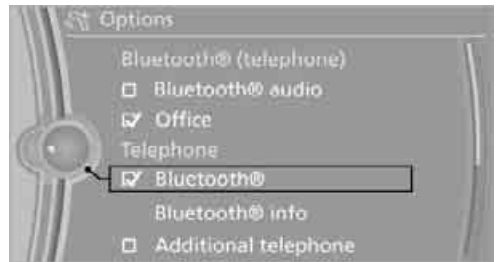 Options
Bluetooth® (telephone)
Bluetooth® audio
Office
Telephone
Bluetooth®
Bluetooth® info
Additional telephone